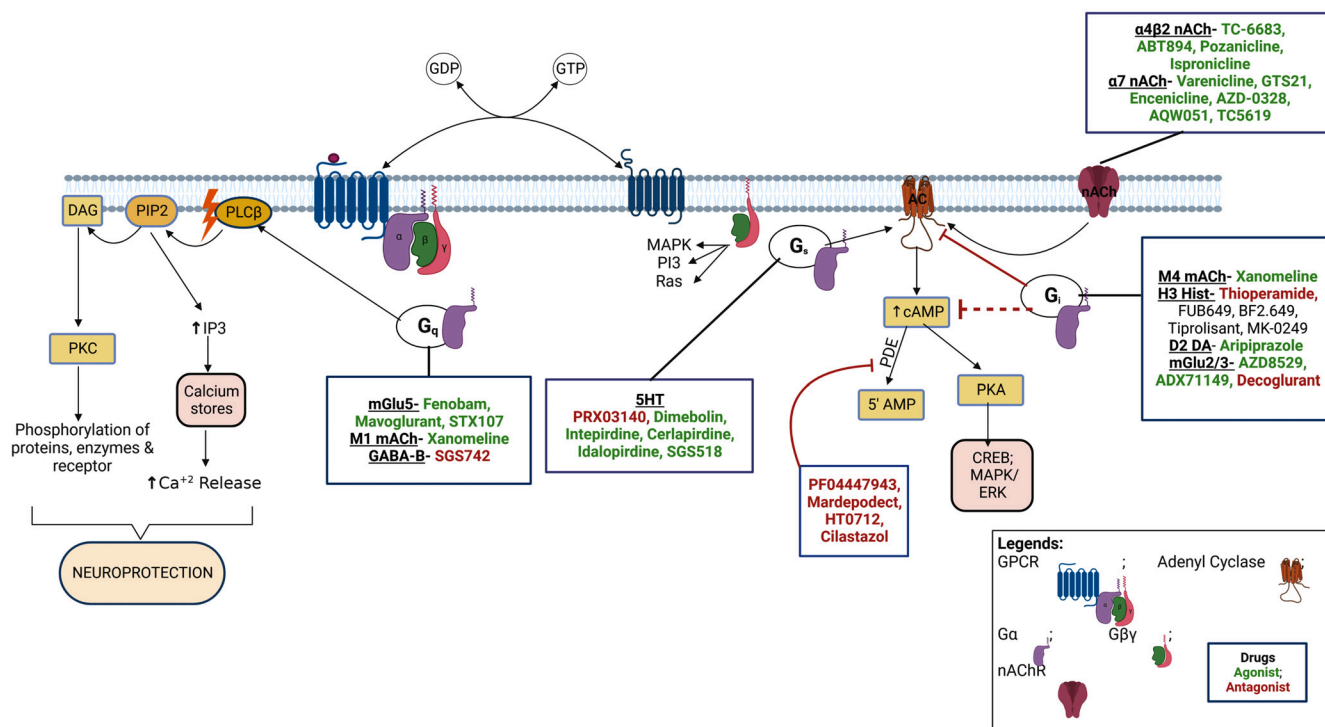 α4β2 nACh- TC-6683,
ABT894, Pozanicline,
Ispronicline
α7 nACh- Varenicline, GTS21,
Encenicline, AZD-0328,
AQW051, TC5619
GDP
GTP
DAG
PIP2
PLCβ
α
β
γ
AC
nACh
MAPK
PI3
Ras
Gs
Gi
Gq
M4 mACh- Xanomeline
H3 Hist- Thioperamide,
FUB649, BF2.649,
Tiprolisant, MK-0249
D2 DA- Aripiprazole
mGlu2/3- AZD8529,
ADX71149, Decoglurant
↑IP3
↑cAMP
PDE
PKC
Calcium
stores
5' AMP
PKA
mGlu5- Fenobam,
Mavoglurant, STX107
M1 mACh- Xanomeline
GABA-B- SGS742
5HT
PRX03140, Dimebolin,
Intepirdine, Cerlapirdine,
Idalopirdine, SGS518
Phosphorylation of
proteins, enzymes &
receptor
↑Ca+2 Release
CREB;
MAPK/
ERK
PF04447943,
Mardepodect,
HT0712,
Cilastazol
NEUROPROTECTION
Legends:
GPCR ; Adenyl Cyclase ;
α
β
γ
Gα ; Gβγ ;
nAChR
Drugs
Agonist;
Antagonist